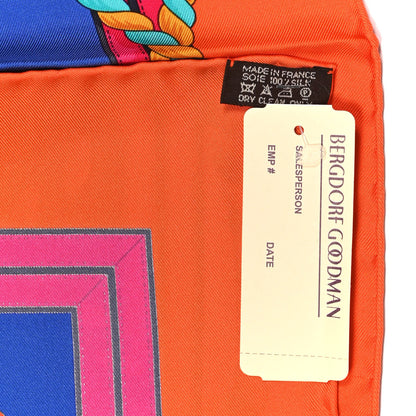 MADE IN FRANCE
SOIE 100% SILK
DRY CLEAN ONLY
BERGDORF GOODMAN
SALESPERSON
EMP #
DATE